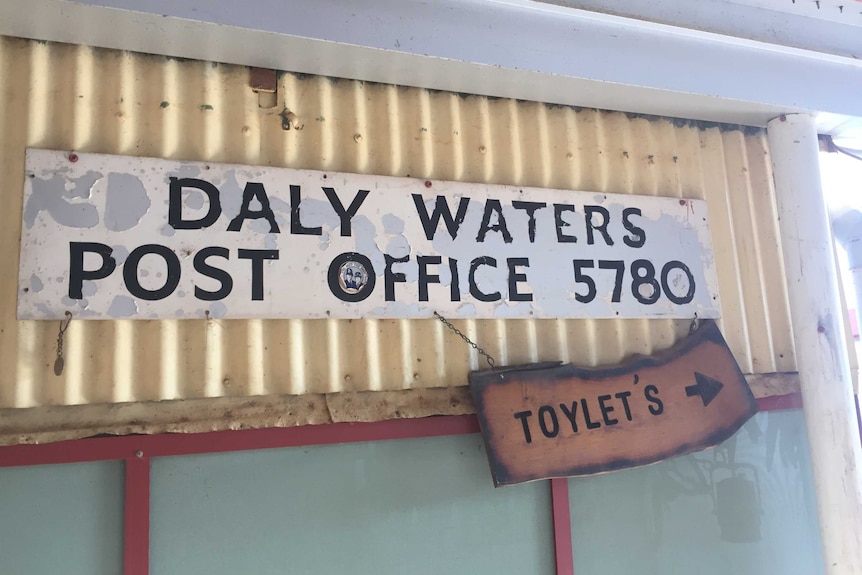 DALY WATERS
POST OFFICE 5780
TOYLET'S